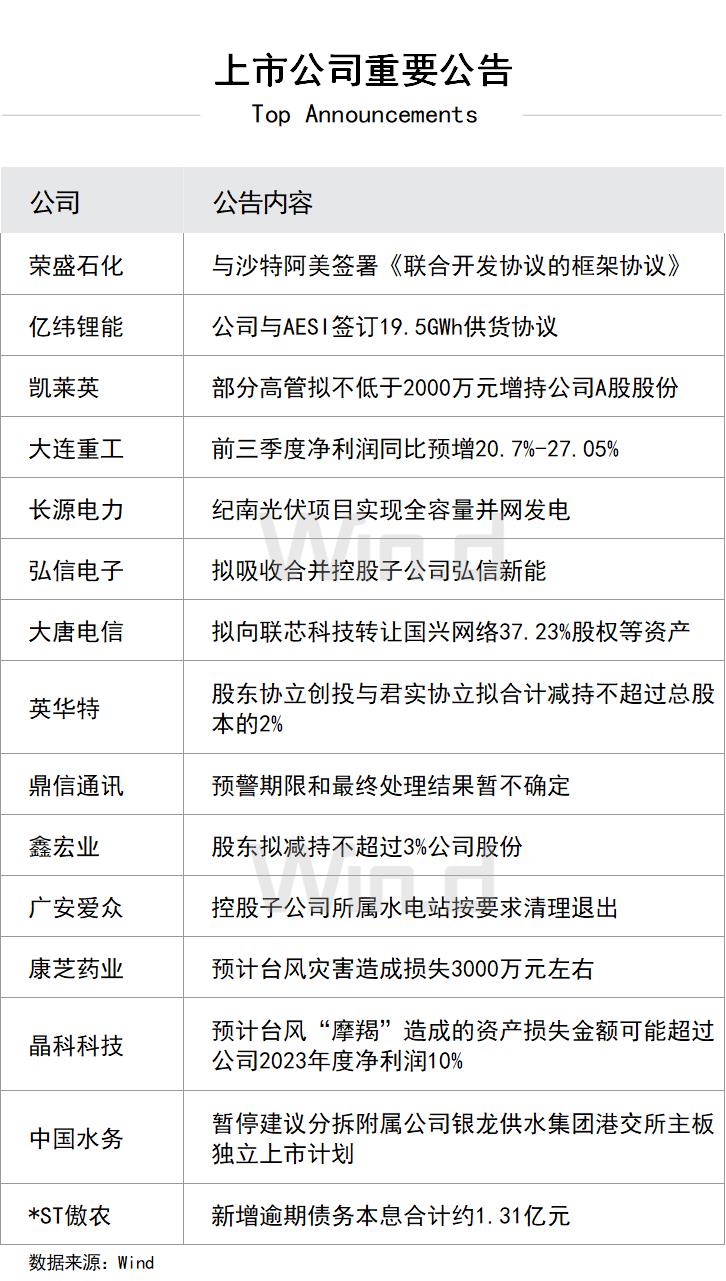 上市公司重要公告
Top Announcements
公司 公告内容
荣盛石化 与沙特阿美签署《联合开发协议的框架协议》
亿纬锂能 公司与AESI签订19.5GWh供货协议
凯莱英 部分高管拟不低于2000万元增持公司A股股份
大连重工 前三季度净利润同比预增20.7%-27.05%
长源电力 纪南光伏项目实现全容量并网发电
弘信电子 拟吸收合并控股子公司弘信新能
大唐电信 拟向联芯科技转让国兴网络37.23%股权等资产
英华特 股东协立创投与君实协立拟合计减持不超过总股
本的2%
鼎信通讯 预警期限和最终处理结果暂不确定
鑫宏业 股东拟减持不超过3%公司股份
广安爱众 控股子公司所属水电站按要求清理退出
康芝药业 预计台风灾害造成损失3000万元左右
晶科科技 预计台风“摩羯”造成的资产损失金额可能超过
公司2023年度净利润10%
中国水务 暂停建议分拆附属公司银龙供水集团港交所主板
独立上市计划
*ST傲农 新增逾期债务本息合计约1.31亿元
数据来源：Wind
Win.d
Win.d